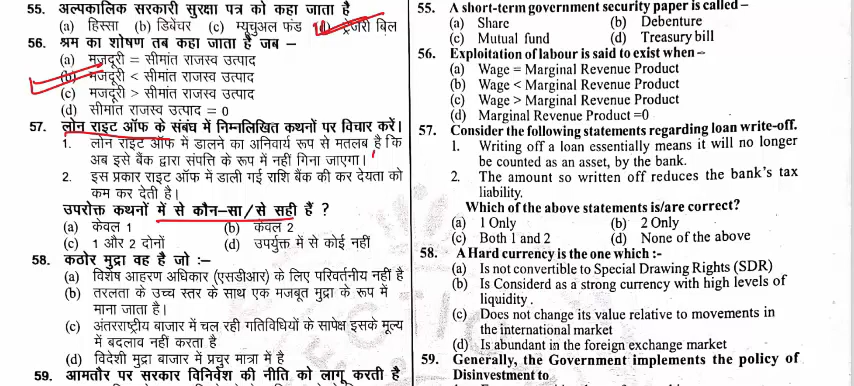 55. अल्पकालिक सरकारी सुरक्षा पत्र को कहा जाता है
(a) हिस्सा (b) डिबेंचर (c) म्यूचुअल फंड (d) ट्रेजरी बिल
56. श्रम का शोषण तब कहा जाता है जब –
(a) मजदूरी = सीमांत राजस्व उत्पाद
(b) मजदूरी < सीमांत राजस्व उत्पाद
(c) मजदूरी > सीमांत राजस्व उत्पाद
(d) सीमांत राजस्व उत्पाद = 0
57. लोन राइट ऑफ के संबंध में निम्नलिखित कथनों पर विचार करें।
1. लोन राइट ऑफ में डालने का अनिवार्य रूप से मतलब है कि
अब इसे बैंक द्वारा संपत्ति के रूप में नहीं गिना जाएगा।
2. इस प्रकार राइट ऑफ में डाली गई राशि बैंक की कर देयता को
कम कर देती है।
उपरोक्त कथनों में से कौन-सा/से सही हैं ?
(a) केवल 1 (b) केवल 2
(c) 1 और 2 दोनों (d) उपर्युक्त में से कोई नहीं
58. कठोर मुद्रा वह है जो :–
(a) विशेष आहरण अधिकार (एसडीआर) के लिए परिवर्तनीय नहीं है
(b) तरलता के उच्च स्तर के साथ एक मजबूत मुद्रा के रूप में
माना जाता है।
(c) अंतरराष्ट्रीय बाजार में चल रही गतिविधियों के सापेक्ष इसके मूल्य
में बदलाव नहीं करता है
(d) विदेशी मुद्रा बाजार में प्रचुर मात्रा में है
59. आमतौर पर सरकार विनिवेश की नीति को लागू करती है
55. A short-term government security paper is called –
(a) Share (b) Debenture
(c) Mutual fund (d) Treasury bill
56. Exploitation of labour is said to exist when –
(a) Wage = Marginal Revenue Product
(b) Wage < Marginal Revenue Product
(c) Wage > Marginal Revenue Product
(d) Marginal Revenue Product =0
57. Consider the following statements regarding loan write-off.
1. Writing off a loan essentially means it will no longer
be counted as an asset, by the bank.
2. The amount so written off reduces the bank's tax
liability.
Which of the above statements is/are correct?
(a) 1 Only (b) 2 Only
(c) Both 1 and 2 (d) None of the above
58. A Hard currency is the one which :-
(a) Is not convertible to Special Drawing Rights (SDR)
(b) Is Considerd as a strong currency with high levels of
liquidity .
(c) Does not change its value relative to movements in
the international market
(d) Is abundant in the foreign exchange market
59. Generally, the Government implements the policy of
Disinvestment to